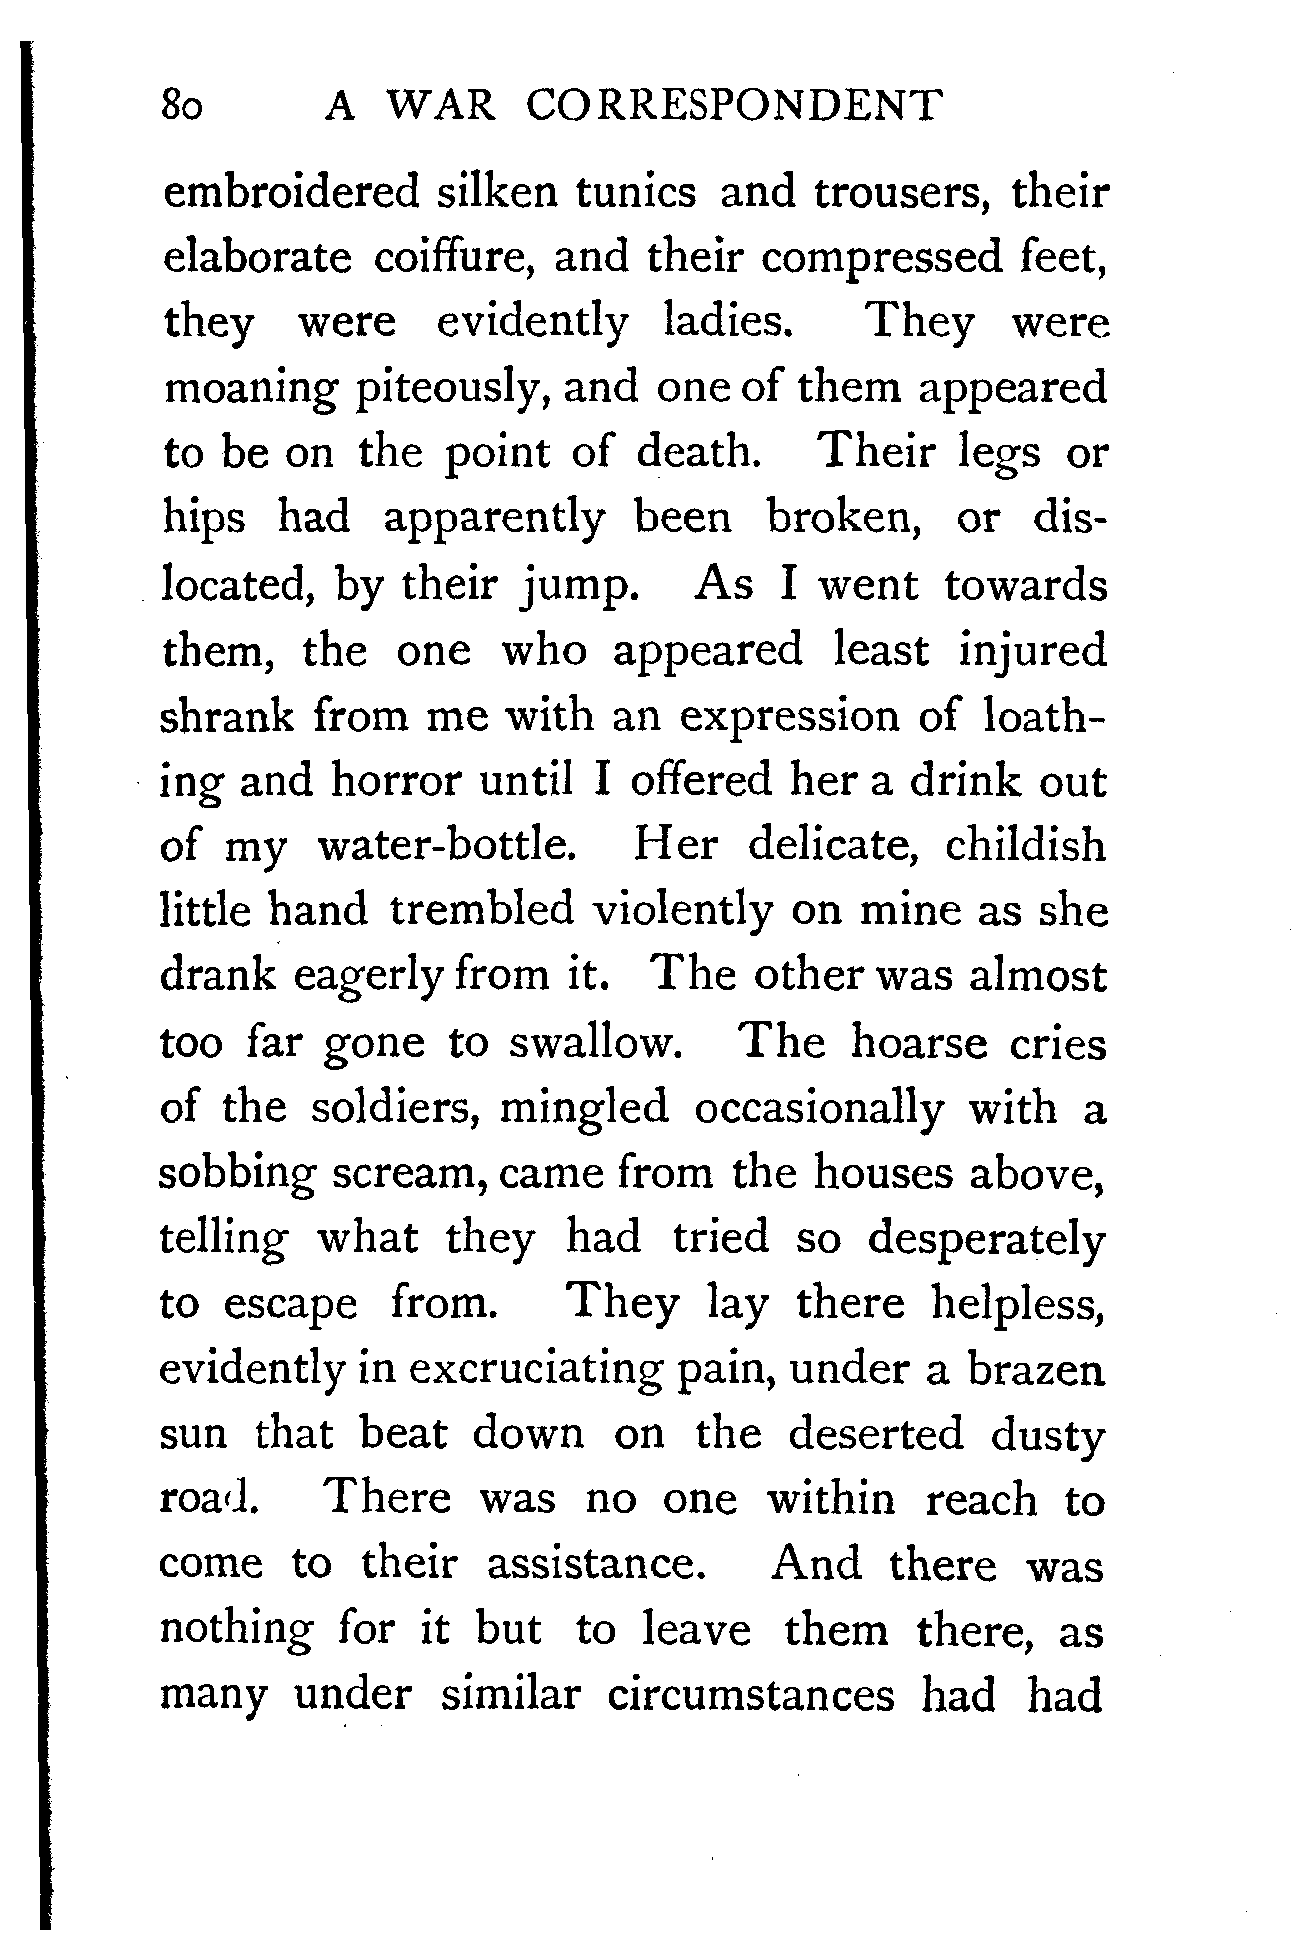 80 A WAR CORRESPONDENT
embroidered silken tunics and trousers, their
elaborate coiffure, and their compressed feet,
they were evidently ladies. They were
moaning piteously, and one of them appeared
to be on the point of death. Their legs or
hips had apparently been broken, or dis-
located, by their jump. As I went towards
them, the one who appeared least injured
shrank from me with an expression of loath-
ing and horror until I offered her a drink out
of my water-bottle. Her delicate, childish
little hand trembled violently on mine as she
drank eagerly from it. The other was almost
too far gone to swallow. The hoarse cries
of the soldiers, mingled occasionally with a
sobbing scream, came from the houses above,
telling what they had tried so desperately
to escape from. They lay there helpless,
evidently in excruciating pain, under a brazen
sun that beat down on the deserted dusty
road. There was no one within reach to
come to their assistance. And there was
nothing for it but to leave them there, as
many under similar circumstances had had